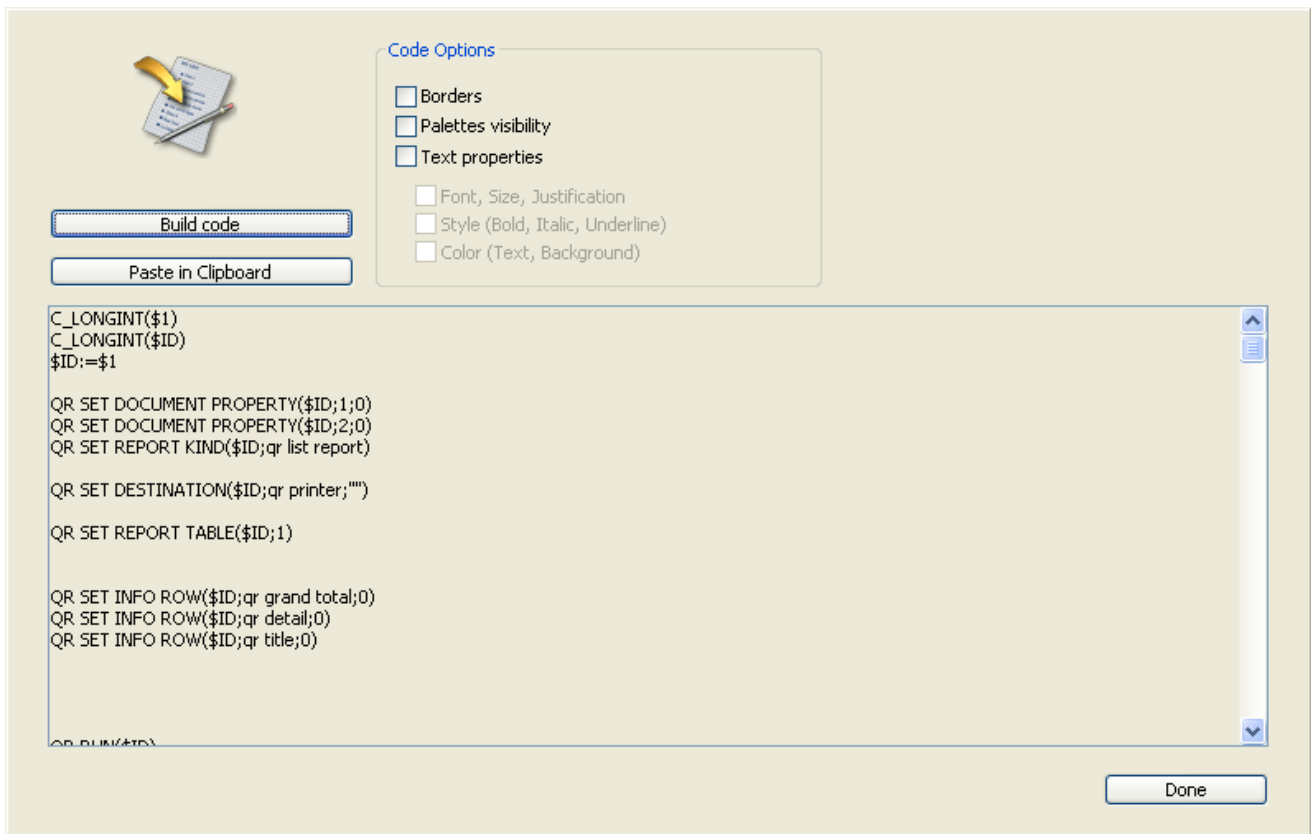 Code Options
Borders
Palettes visibility
Text properties
Font, Size, Justification
Style (Bold, Italic, Underline)
Color (Text, Background)
Build code
Paste in Clipboard
C_LONGINT($1)
C_LONGINT($ID)
$ID:=$1
QR SET DOCUMENT PROPERTY($ID;1;0)
QR SET DOCUMENT PROPERTY($ID;2;0)
QR SET REPORT KIND($ID;qr list report)
QR SET DESTINATION($ID;qr printer;"")
QR SET REPORT TABLE($ID;1)
QR SET INFO ROW($ID;qr grand total;0)
QR SET INFO ROW($ID;qr detail;0)
QR SET INFO ROW($ID;qr title;0)
QR RUN($ID)
Done